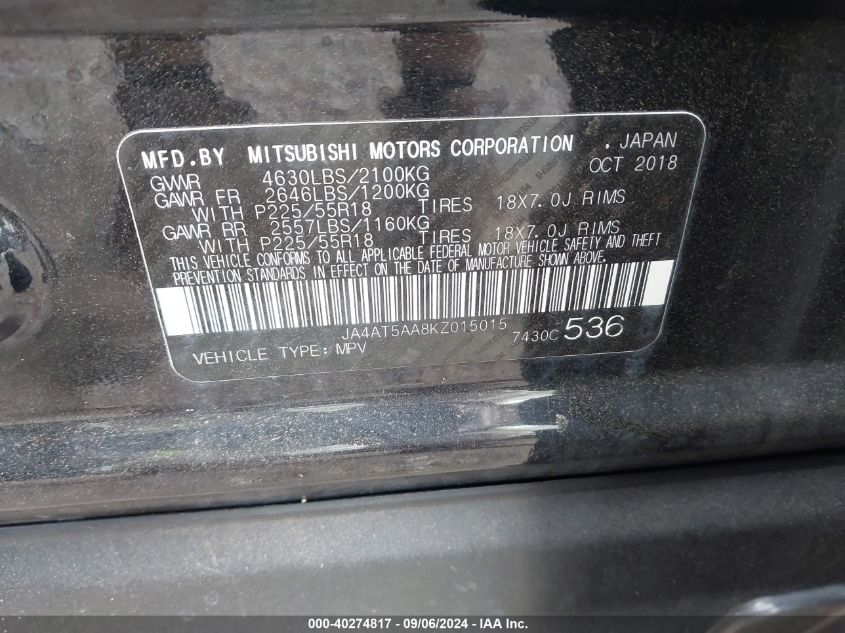 MFD.BY MITSUBISHI MOTORS CORPORATION . JAPAN
GVWR 4630LBS/2100KG OCT 2018
GAWR FR 2646LBS/1200KG
WITH P225/55R18 TIRES 18X7.0J RIMS
GAWR RR 2557LBS/1160KG
WITH P225/55R18 TIRES 18X7.0J RIMS
THIS VEHICLE CONFORMS TO ALL APPLICABLE FEDERAL MOTOR VEHICLE SAFETY AND THEFT
PREVENTION STANDARDS IN EFFECT ON THE DATE OF MANUFACTURE SHOWN ABOVE.
JA4AT5AA8KZ015015 7430C 536
VEHICLE TYPE: MPV
000-40274817 - 09/06/2024 - IAAI.COM